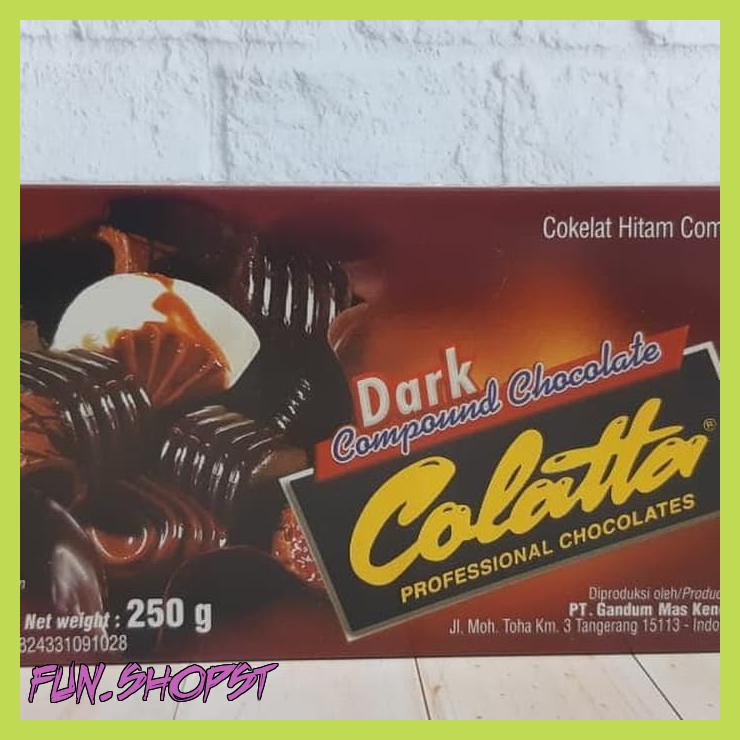 Cokelat Hitam Com
Dark
Compound Chocolate
Colatta®
PROFESSIONAL CHOCOLATES
Net weight : 250 g
824331091028
Diproduksi oleh/Produc
PT. Gandum Mas Ken
Jl. Moh. Toha Km. 3 Tangerang 15113 - Indo
FUN.SHOPST